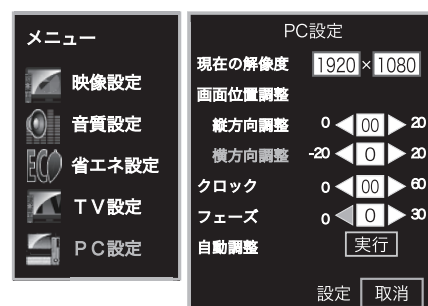 メニュー
映像設定
音質設定
ECO 省エネ設定
TV設定
PC設定
PC設定
現在の解像度 1920 × 1080
画面位置調整
縦方向調整 0 00 20
横方向調整 -20 0 20
クロック 0 00 60
フェーズ 0 0 30
自動調整 実行
設定 取消